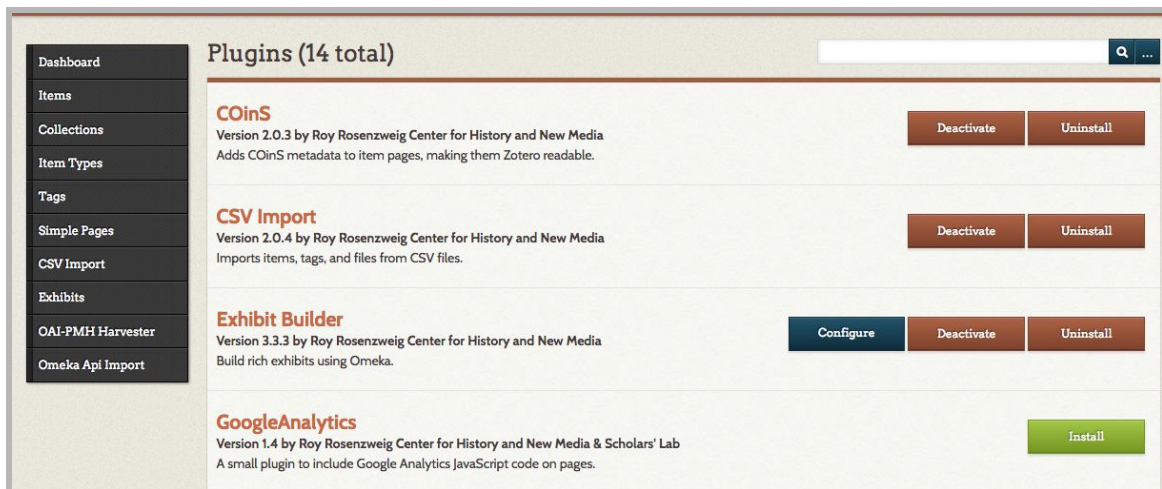 Plugins (14 total)
...
Dashboard
Items
Collections
Item Types
Tags
Simple Pages
CSV Import
Exhibits
OAI-PMH Harvester
Omeka Api Import
COinS
Version 2.0.3 by Roy Rosenzweig Center for History and New Media
Adds COinS metadata to item pages, making them Zotero readable.
Deactivate
Uninstall
CSV Import
Version 2.0.4 by Roy Rosenzweig Center for History and New Media
Imports items, tags, and files from CSV files.
Deactivate
Uninstall
Exhibit Builder
Version 3.3.3 by Roy Rosenzweig Center for History and New Media
Build rich exhibits using Omeka.
Configure
Deactivate
Uninstall
GoogleAnalytics
Version 1.4 by Roy Rosenzweig Center for History and New Media & Scholars' Lab
A small plugin to include Google Analytics JavaScript code on pages.
Install